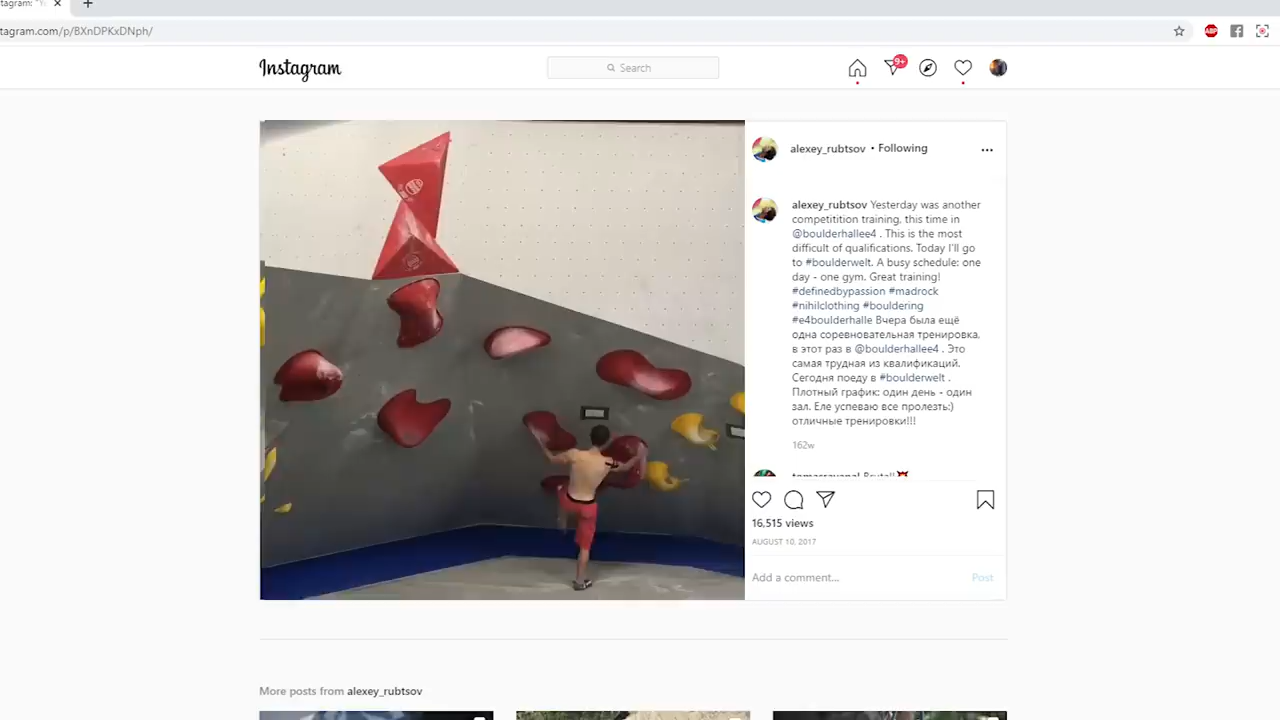 stagram: "Y
tagram.com/p/BXnDPKxDNph/
ABP
Instagram
Search
9+
alexey_rubtsov • Following
alexey_rubtsov Yesterday was another
competitition training, this time in
@boulderhallee4 . This is the most
difficult of qualifications. Today I'll go
to #boulderwelt. A busy schedule: one
day - one gym. Great training!
#definedbypassion #madrock
#nihilclothing #bouldering
#e4boulderhalle Вчера была ещё
одна соревновательная тренировка,
в этот раз в @boulderhallee4 . Это
самая трудная из квалификаций.
Сегодня поеду в #boulderwelt .
Плотный график: один день - один
зал. Еле успеваю все пролезть:)
отличные тренировки!!!
162w
16,515 views
AUGUST 10, 2017
Add a comment...
Post
More posts from alexey_rubtsov